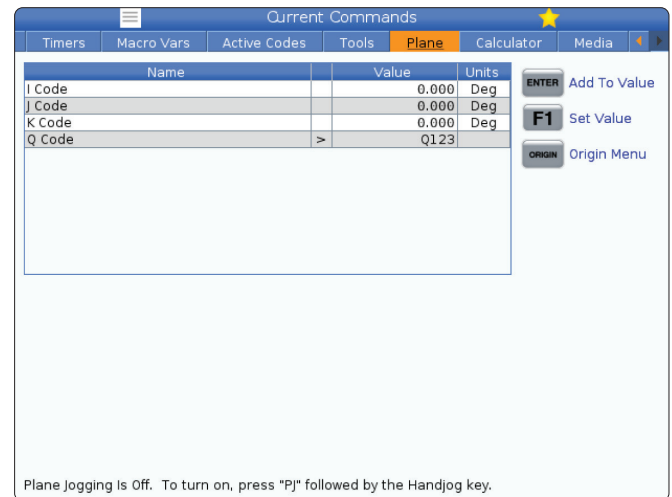 Current Commands
Timers Macro Vars Active Codes Tools Plane Calculator Media
Name Value Units
I Code 0.000 Deg
J Code 0.000 Deg
K Code 0.000 Deg
Q Code > Q123
ENTER Add To Value
F1 Set Value
ORIGIN Origin Menu
Plane Jogging Is Off. To turn on, press "PJ" followed by the Handjog key.